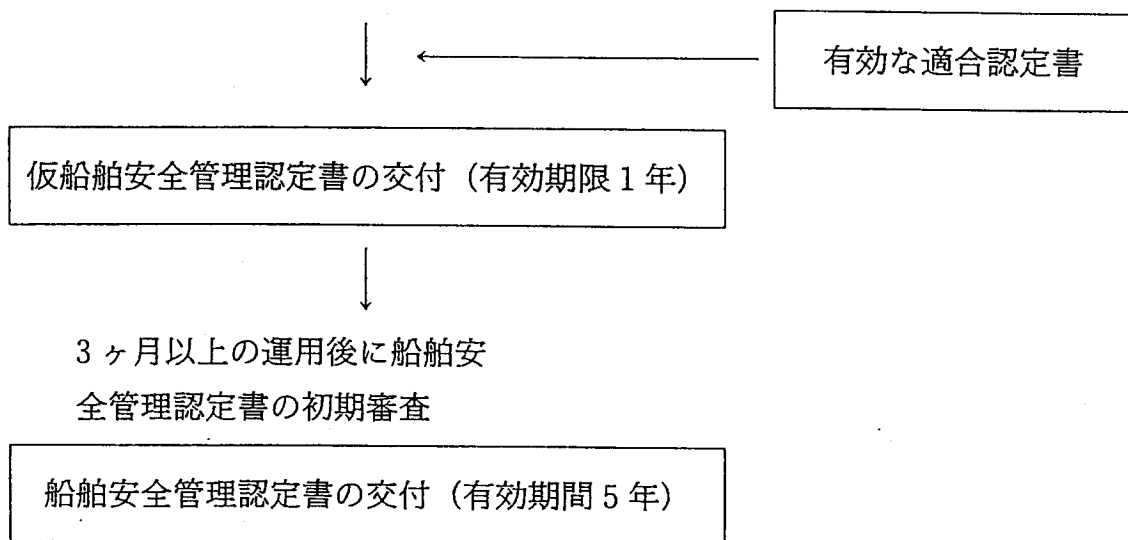 有効な適合認定書
仮船舶安全管理認定書の交付（有効期限１年）
３ヶ月以上の運用後に船舶安
全管理認定書の初期審査
船舶安全管理認定書の交付（有効期間５年）